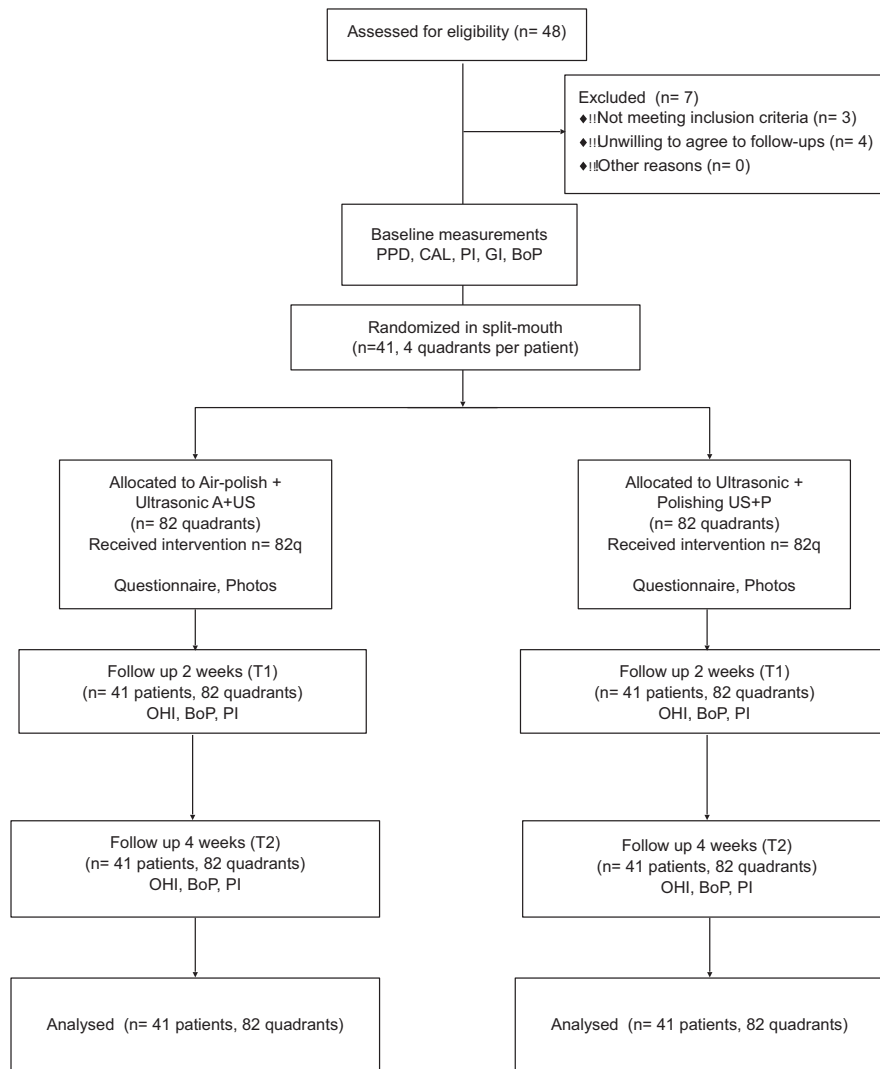 Assessed for eligibility (n= 48)
Excluded  (n= 7)
♦!!Not meeting inclusion criteria (n= 3)
♦!!Unwilling to agree to follow-ups (n= 4)
♦!!Other reasons (n= 0)
Baseline measurements
PPD, CAL, PI, GI, BoP
Randomized in split-mouth
(n=41, 4 quadrants per patient)
Allocated to Air-polish +
Ultrasonic A+US
(n= 82 quadrants)
Received intervention n= 82q
Questionnaire, Photos
Allocated to Ultrasonic +
Polishing US+P
(n= 82 quadrants)
Received intervention n= 82q
Questionnaire, Photos
Follow up 2 weeks (T1)
(n= 41 patients, 82 quadrants)
OHI, BoP, PI
Follow up 2 weeks (T1)
(n= 41 patients, 82 quadrants)
OHI, BoP, PI
Follow up 4 weeks (T2)
(n= 41 patients, 82 quadrants)
OHI, BoP, PI
Follow up 4 weeks (T2)
(n= 41 patients, 82 quadrants)
OHI, BoP, PI
Analysed  (n= 41 patients, 82 quadrants)
Analysed  (n= 41 patients, 82 quadrants)